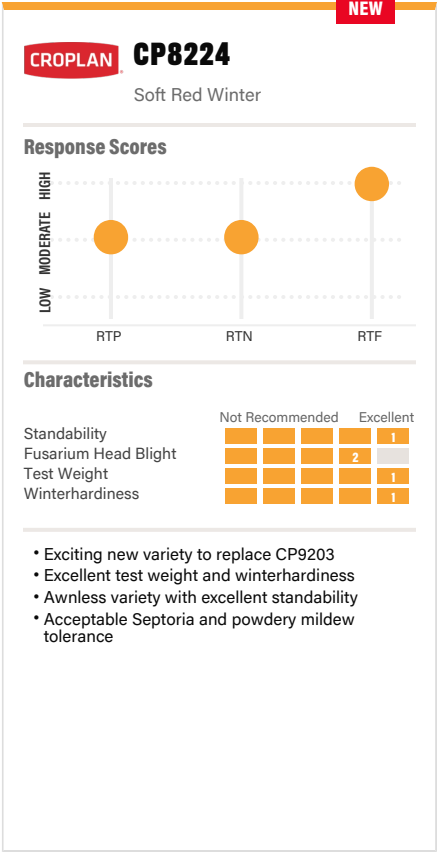 NEW
CROPLAN
CP8224
Soft Red Winter
Response Scores
HIGH
MODERATE
LOW
RTP RTN RTF
Characteristics
Not Recommended Excellent
Standability 1
Fusarium Head Blight 2
Test Weight 1
Winterhardiness 1
• Exciting new variety to replace CP9203
• Excellent test weight and winterhardiness
• Awnless variety with excellent standability
• Acceptable Septoria and powdery mildew
tolerance